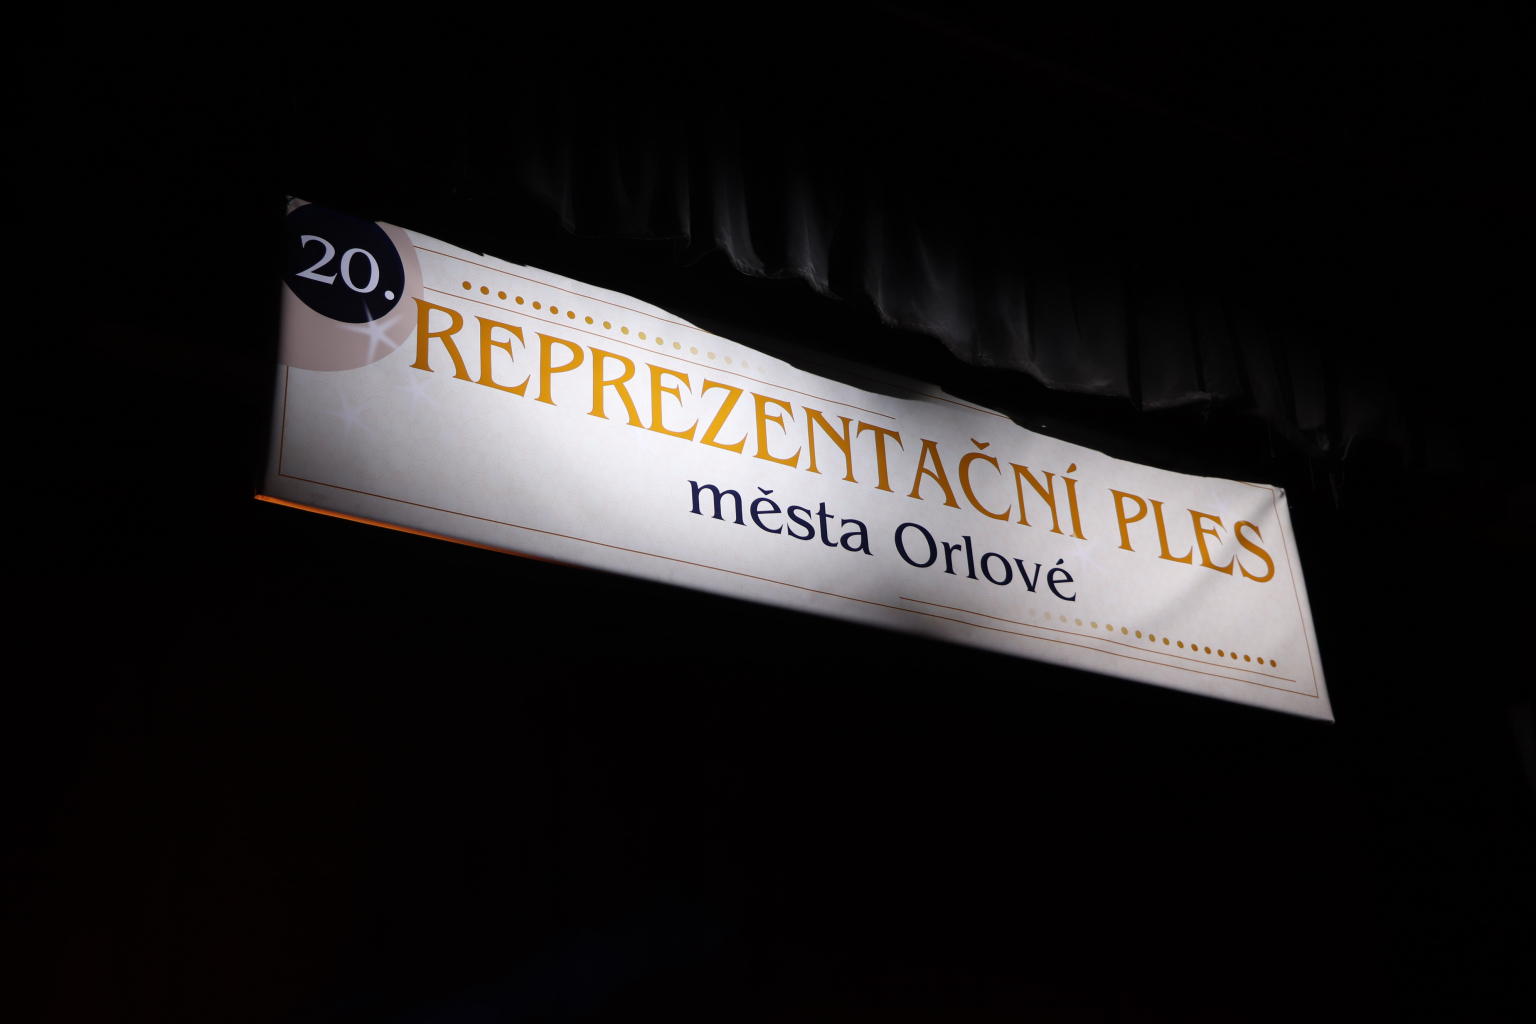 20.
REPREZENTAČNÍ PLES
města Orlové